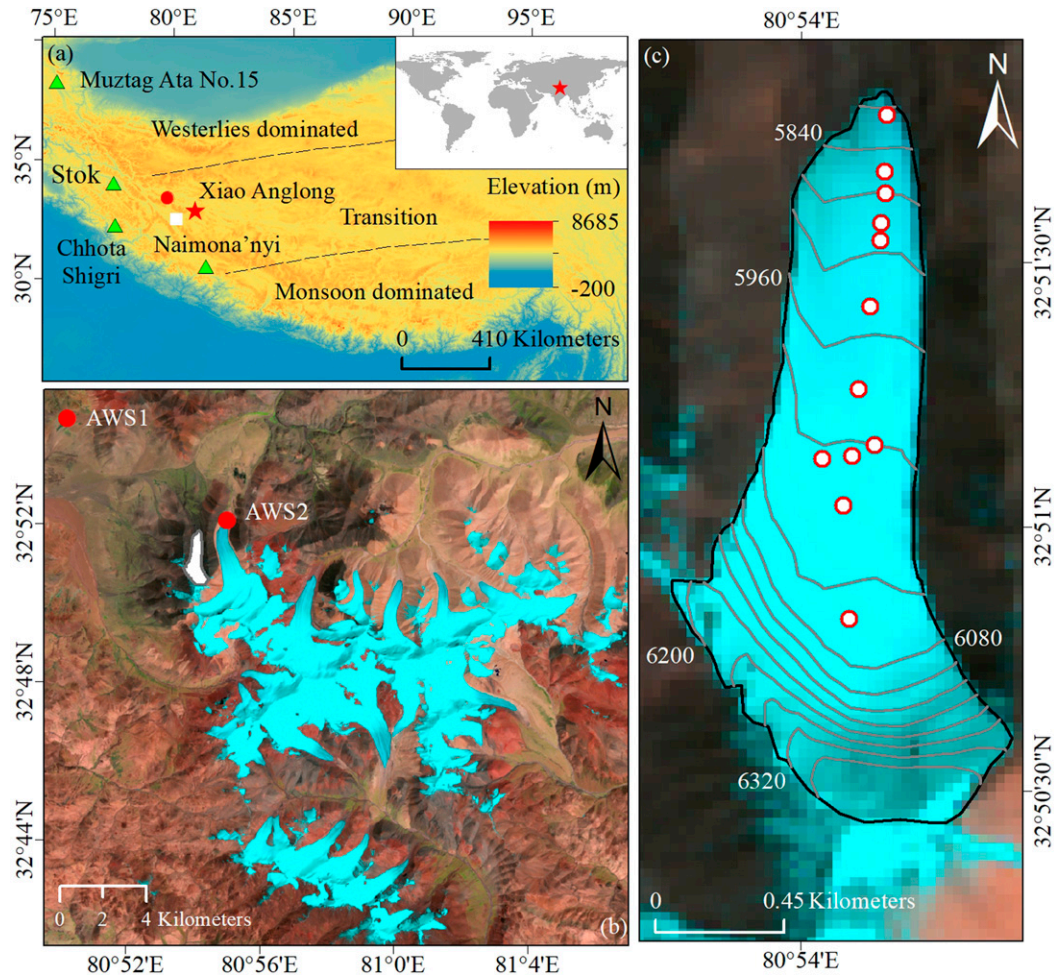 75°E 80°E 85°E 90°E 95°E
(a)
Muztag Ata No.15
Westerlies dominated
35°N
Stok
Xiao Anglong
Elevation (m)
8685
Transition
Chhota
Shigri
Naimona’nyi
30°N
Monsoon dominated
-200
0 410 Kilometers
AWS1
N
32°52'N
AWS2
32°48'N
32°44'N
0 2 4 Kilometers
(b)
80°52'E 80°56'E 81°0'E 81°4'E
80°54'E
(c)
N
5840
32°51'30"N
5960
32°51'N
6200
6080
6320
32°50'30"N
0 0.45 Kilometers
80°54'E